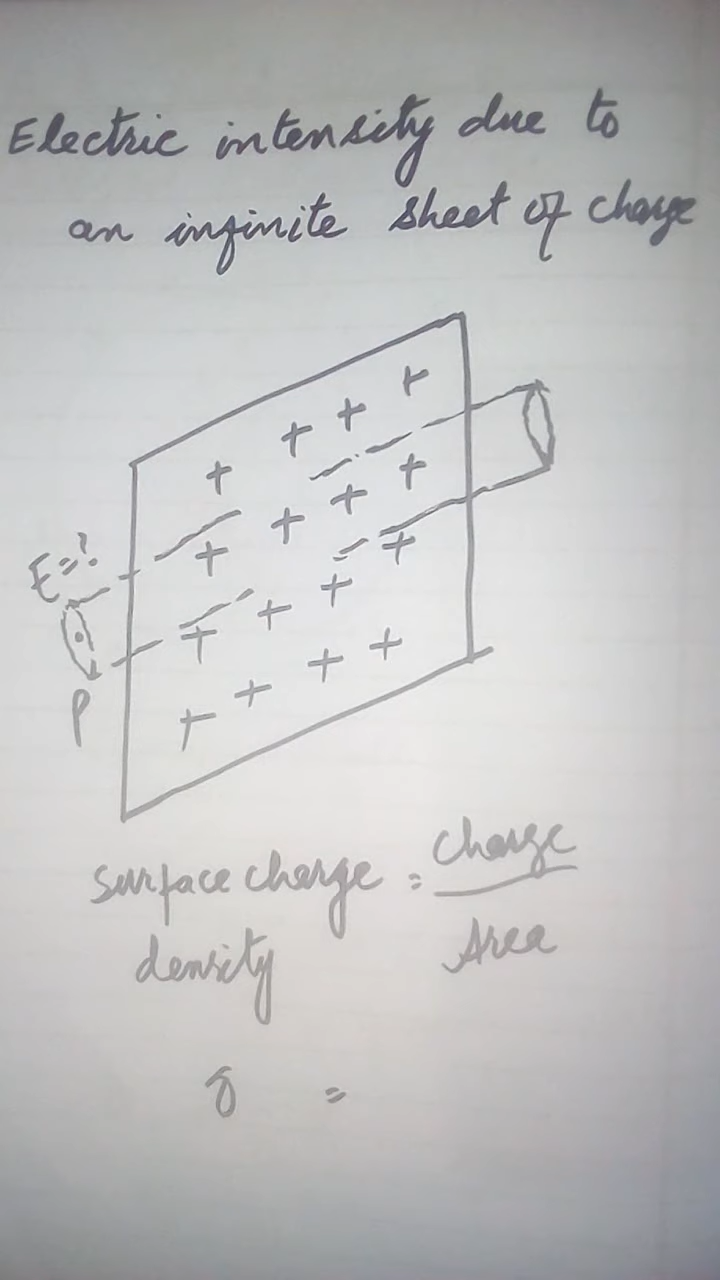 Electric intensity due to
an infinite sheet of charge
+ + + +
+ + + +
+ + + +
+ + + +
E=?
P
Surface charge = Charge
density Area
σ =